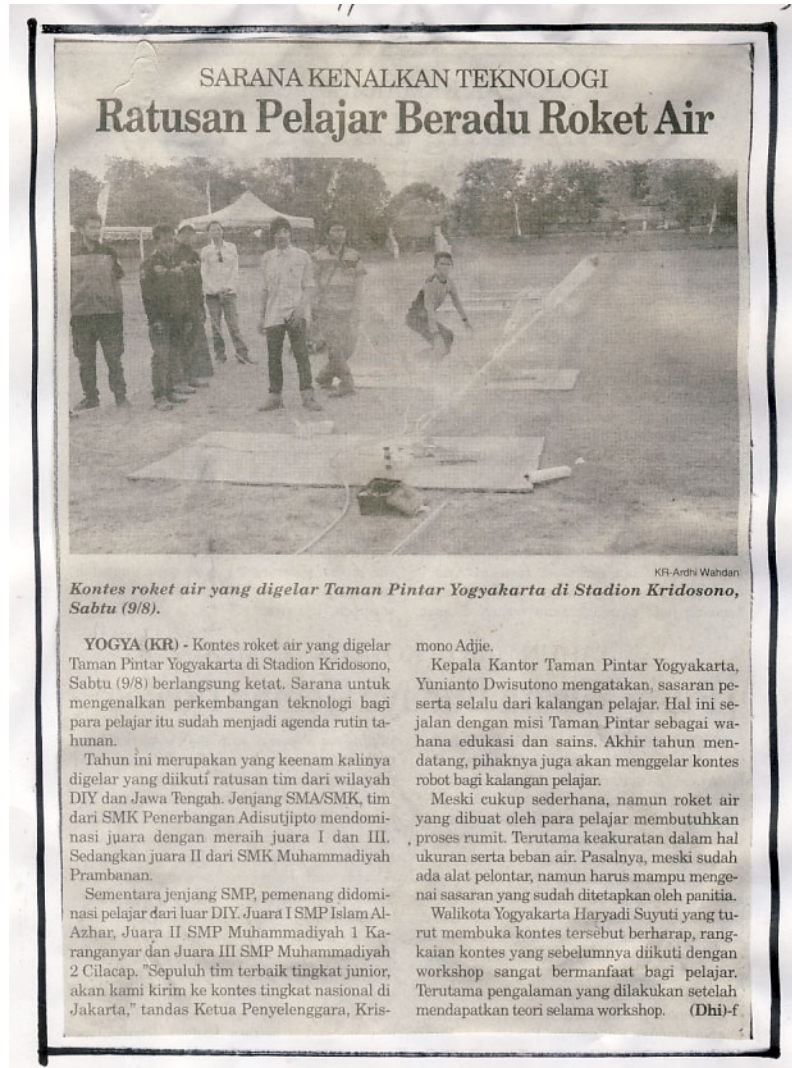 SARANA KENALKAN TEKNOLOGI
Ratusan Pelajar Beradu Roket Air
KR-Ardhi Wahdan
Kontes roket air yang digelar Taman Pintar Yogyakarta di Stadion Kridosono,
Sabtu (9/8).
YOGYA (KR) - Kontes roket air yang digelar
Taman Pintar Yogyakarta di Stadion Kridosono,
Sabtu (9/8) berlangsung ketat. Sarana untuk
mengenalkan perkembangan teknologi bagi
para pelajar itu sudah menjadi agenda rutin ta-
hunan.
Tahun ini merupakan yang keenam kalinya
digelar yang diikuti ratusan tim dari wilayah
DIY dan Jawa Tengah. Jenjang SMA/SMK, tim
dari SMK Penerbangan Adisutjipto mendomi-
nasi juara dengan meraih juara I dan III.
Sedangkan juara II dari SMK Muhammadiyah
Prambanan.
Sementara jenjang SMP, pemenang didomi-
nasi pelajar dari luar DIY. Juara I SMP Islam Al-
Azhar, Juara II SMP Muhammadiyah 1 Ka-
ranganyar dan Juara III SMP Muhammadiyah
2 Cilacap. "Sepuluh tim terbaik tingkat junior,
akan kami kirim ke kontes tingkat nasional di
Jakarta," tandas Ketua Penyelenggara, Kris-
mono Adjie.
Kepala Kantor Taman Pintar Yogyakarta,
Yunianto Dwisutono mengatakan, sasaran pe-
serta selalu dari kalangan pelajar. Hal ini se-
jalan dengan misi Taman Pintar sebagai wa-
hana edukasi dan sains. Akhir tahun men-
datang, pihaknya juga akan menggelar kontes
robot bagi kalangan pelajar.
Meski cukup sederhana, namun roket air
yang dibuat oleh para pelajar membutuhkan
proses rumit. Terutama keakuratan dalam hal
ukuran serta beban air. Pasalnya, meski sudah
ada alat pelontar, namun harus mampu menge-
nai sasaran yang sudah ditetapkan oleh panitia.
Walikota Yogyakarta Haryadi Suyuti yang tu-
rut membuka kontes tersebut berharap, rang-
kaian kontes yang sebelumnya diikuti dengan
workshop sangat bermanfaat bagi pelajar.
Terutama pengalaman yang dilakukan setelah
mendapatkan teori selama workshop. (Dhi)-f